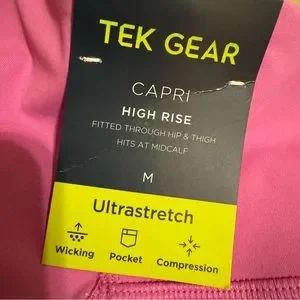 TEK GEAR
CAPRI
HIGH RISE
FITTED THROUGH HIP & THIGH
HITS AT MIDCALF
M
Ultrastretch
Wicking Pocket Compression